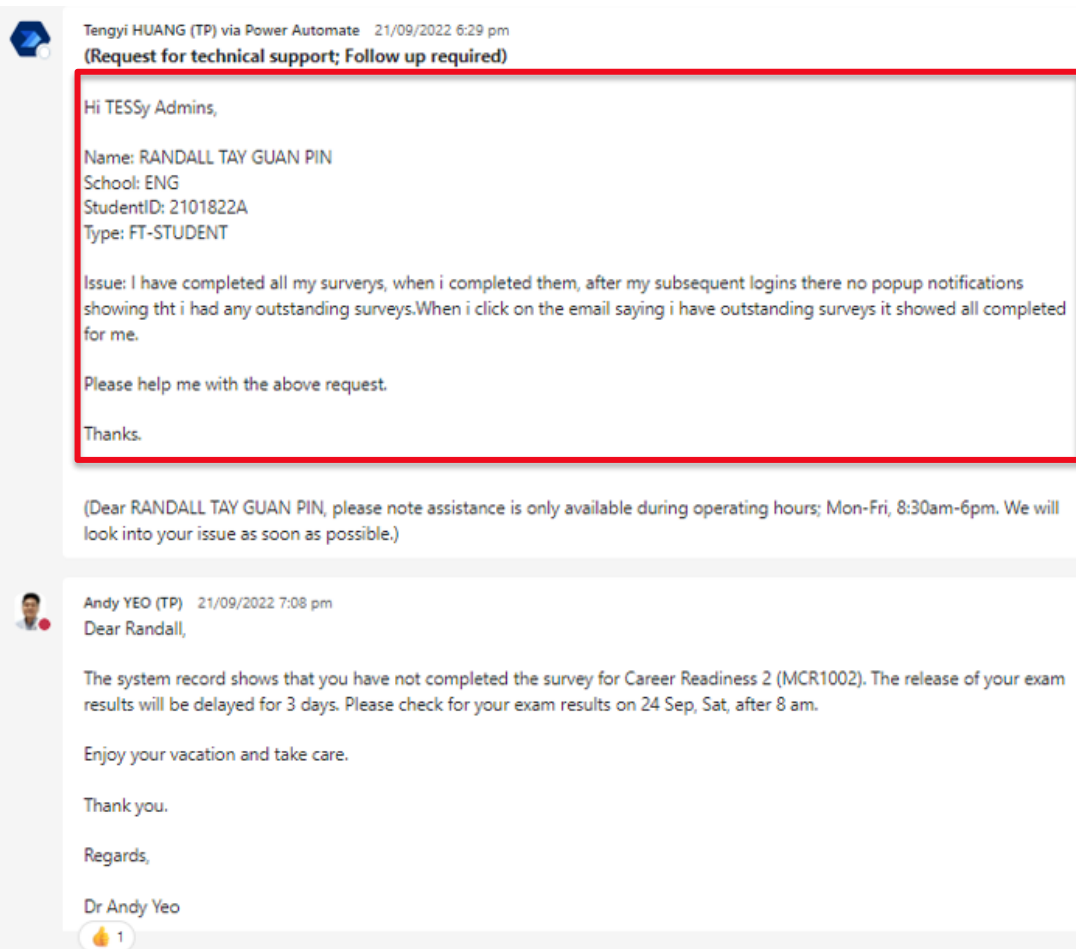 Tengyi HUANG (TP) via Power Automate 21/09/2022 6:29 pm
(Request for technical support; Follow up required)
Hi TESSy Admins,
Name: RANDALL TAY GUAN PIN
School: ENG
StudentID: 2101822A
Type: FT-STUDENT
Issue: I have completed all my surverys, when i completed them, after my subsequent logins there no popup notifications
showing tht i had any outstanding surveys.When i click on the email saying i have outstanding surveys it showed all completed
for me.
Please help me with the above request.
Thanks.
(Dear RANDALL TAY GUAN PIN, please note assistance is only available during operating hours; Mon-Fri, 8:30am-6pm. We will
look into your issue as soon as possible.)
Andy YEO (TP) 21/09/2022 7:08 pm
Dear Randall,
The system record shows that you have not completed the survey for Career Readiness 2 (MCR1002). The release of your exam
results will be delayed for 3 days. Please check for your exam results on 24 Sep, Sat, after 8 am.
Enjoy your vacation and take care.
Thank you.
Regards,
Dr Andy Yeo
👍 1